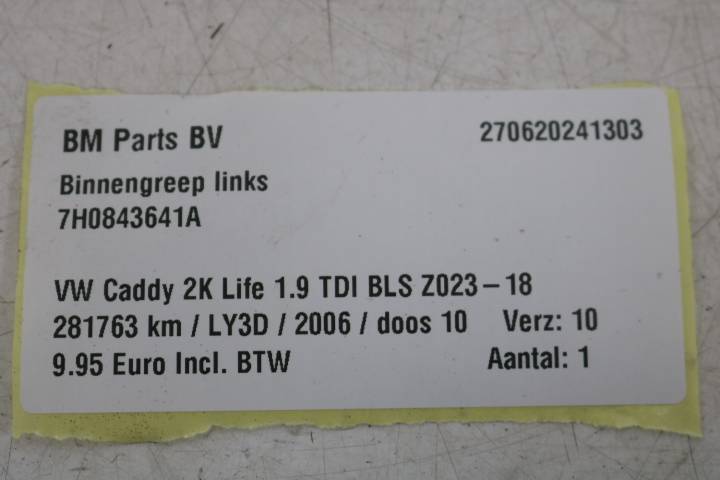 BM Parts BV 270620241303
Binnengreep links
7H0843641A
VW Caddy 2K Life 1.9 TDI BLS Z023-18
281763 km / LY3D / 2006 / doos 10 Verz: 10
9.95 Euro Incl. BTW Aantal: 1